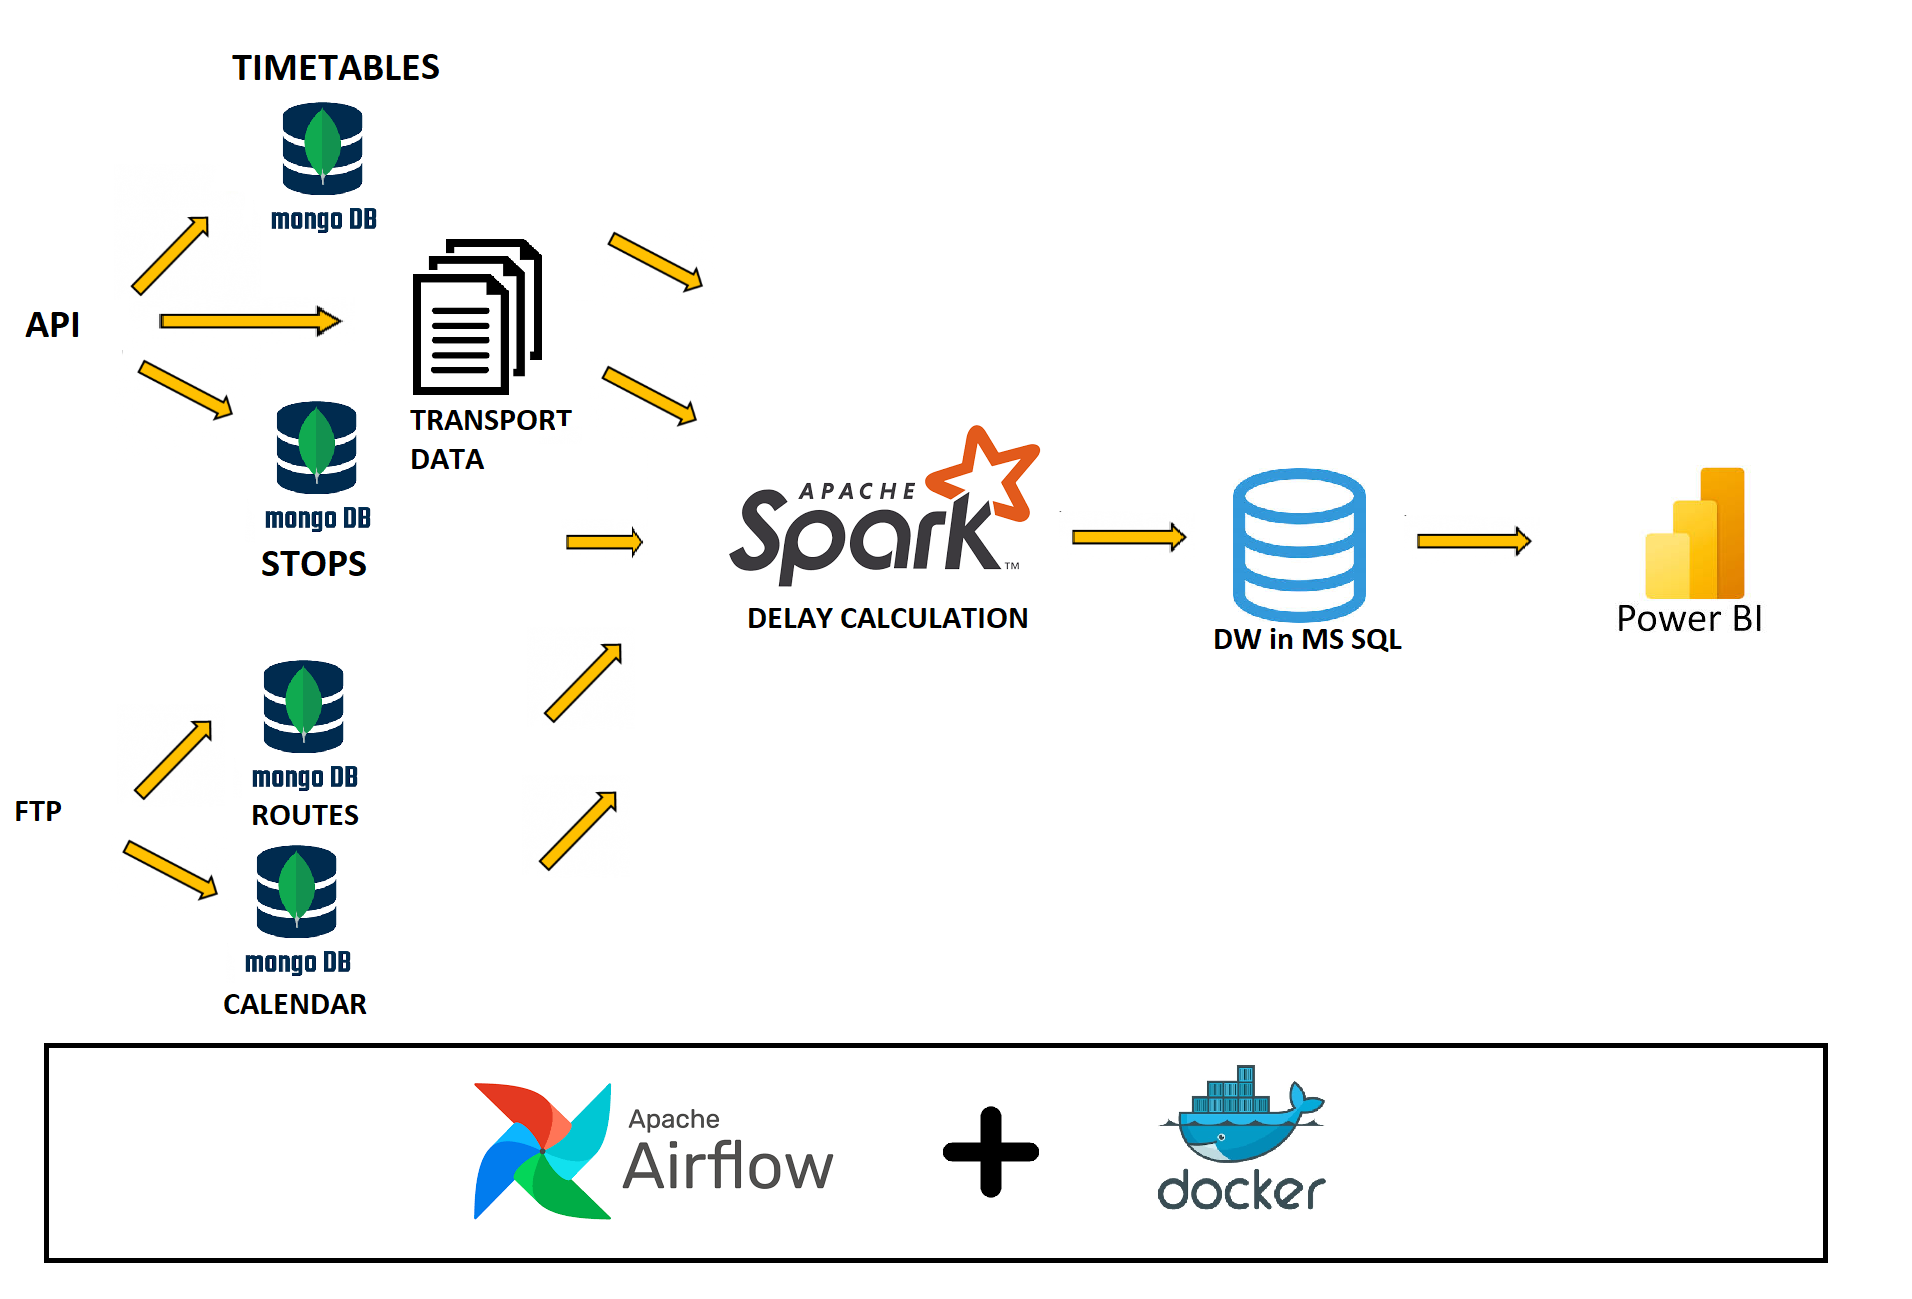 TIMETABLES
mongo DB
API
TRANSPORT
DATA
mongo DB
STOPS
APACHE
Spark™
DELAY CALCULATION
DW in MS SQL
Power BI
mongo DB
ROUTES
FTP
mongo DB
CALENDAR
Apache
Airflow
docker